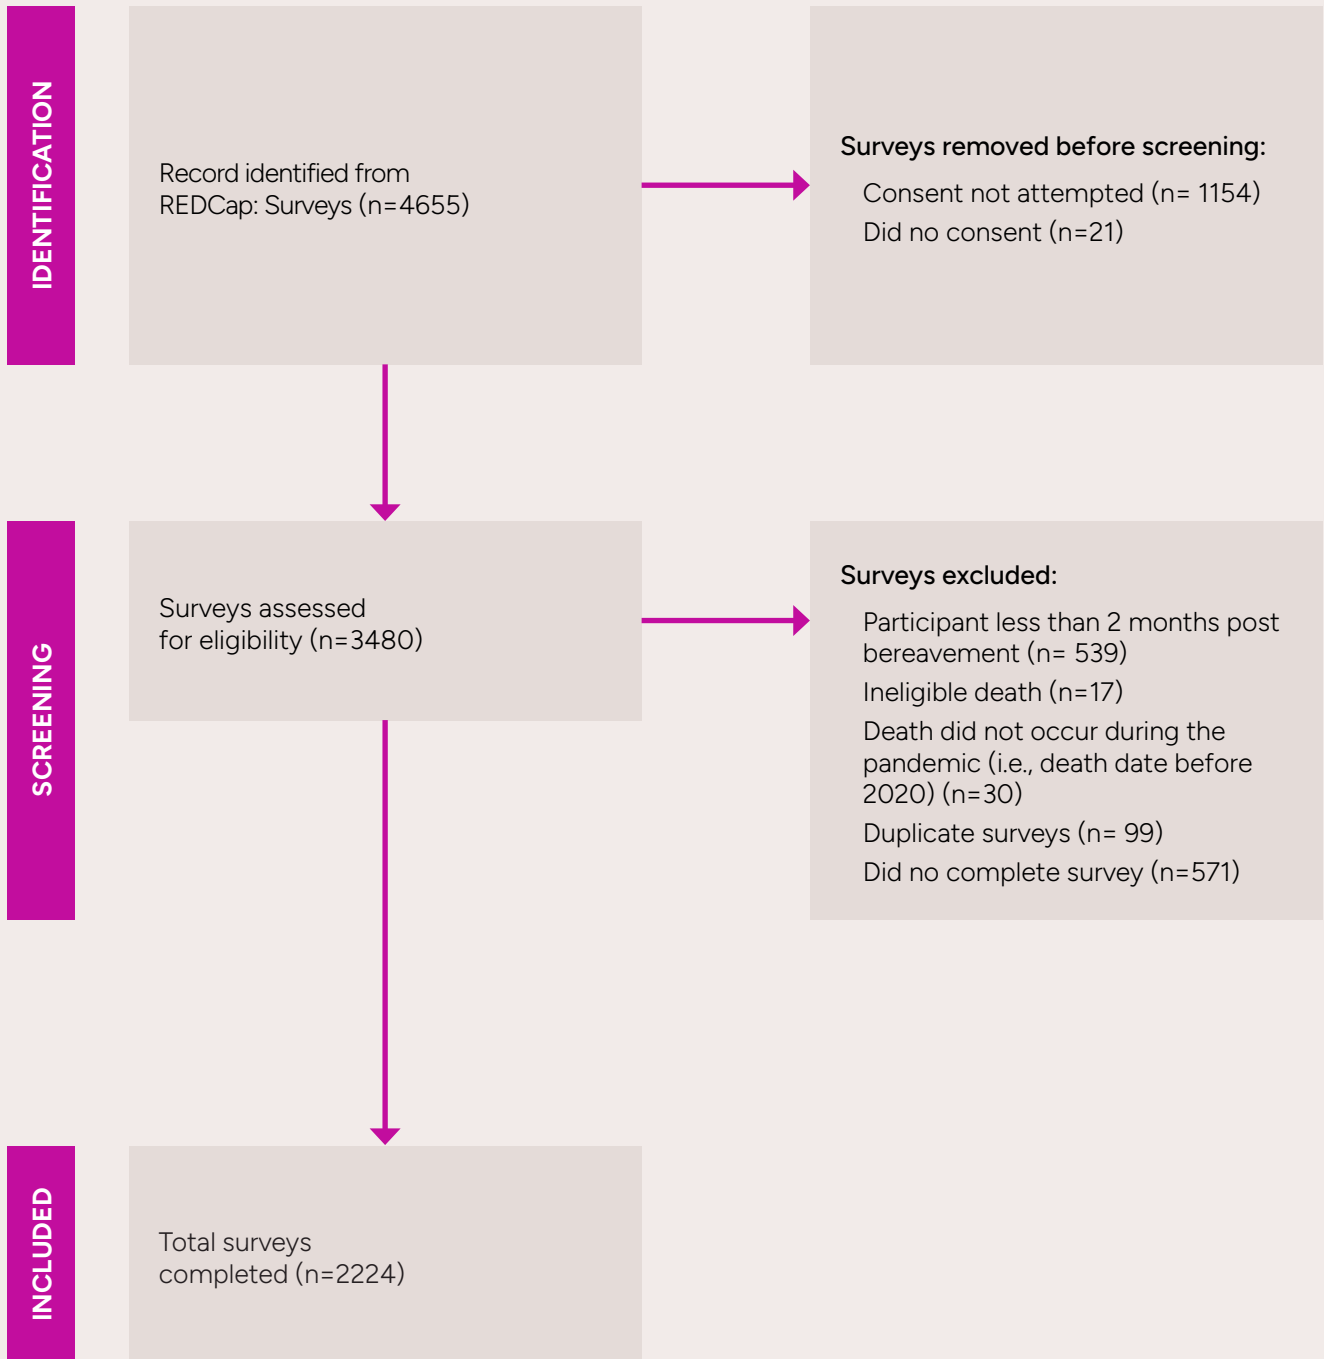 IDENTIFICATION
Record identified from
REDCap: Surveys (n=4655)
Surveys removed before screening:
Consent not attempted (n= 1154)
Did no consent (n=21)
SCREENING
Surveys assessed
for eligibility (n=3480)
Surveys excluded:
Participant less than 2 months post
bereavement (n= 539)
Ineligible death (n=17)
Death did not occur during the
pandemic (i.e., death date before
2020) (n=30)
Duplicate surveys (n= 99)
Did no complete survey (n=571)
INCLUDED
Total surveys
completed (n=2224)